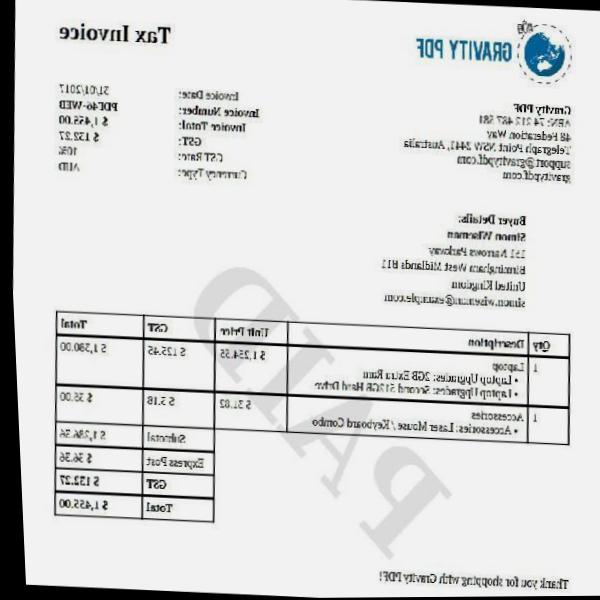 GRAVITY PDF
Tax Invoice
Gravity PDF
ABN: 74 212 487 581
48 Federation Way
Telegraph Point NSW 2441, Australia
support@gravitypdf.com
gravitypdf.com
Invoice Date: 31/01/2017
Invoice Number: PDF46-WEB
Invoice Total: $ 1,455.00
GST: $ 132.27
GST Rate: 10%
Currency Type: AUD
Buyer Details:
Simon Wiseman
151 Narrows Parkway
Birmingham West Midlands B11
United Kingdom
simon.wiseman@example.com
Qty Description Unit Price GST Total
1 Laptop $ 1,254.55 $ 125.45 $ 1,380.00
• Laptop Upgrades: 2GB Extra Ram
• Laptop Upgrades: Second 512GB Hard Drive
1 Accessories $ 31.82 $ 3.18 $ 35.00
• Accessories: Laser Mouse / Keyboard Combo
Subtotal $ 1,286.36
Express Post $ 36.36
GST $ 132.27
Total $ 1,455.00
PAID
Thank you for shopping with Gravity PDF!